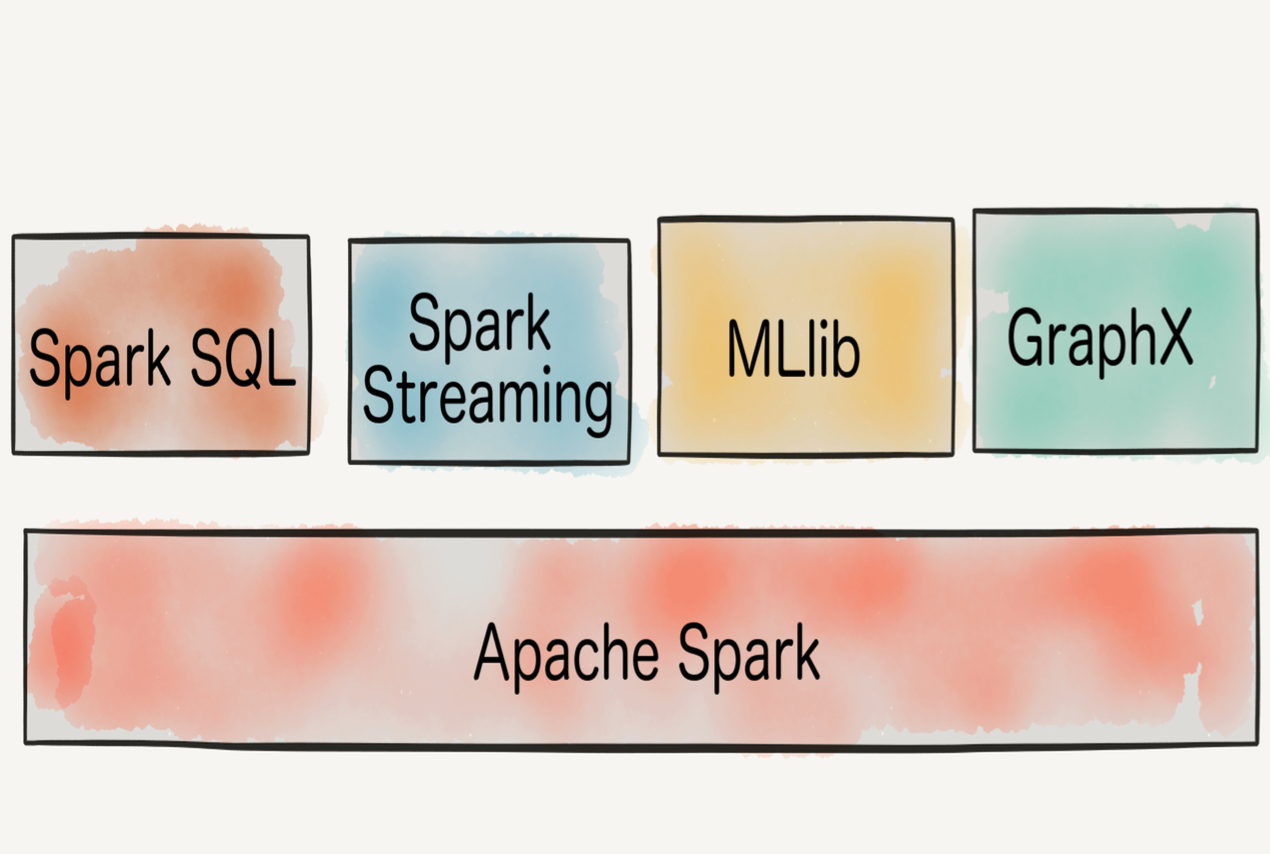 Spark SQL
Spark
Streaming
MLlib
GraphX
Apache Spark